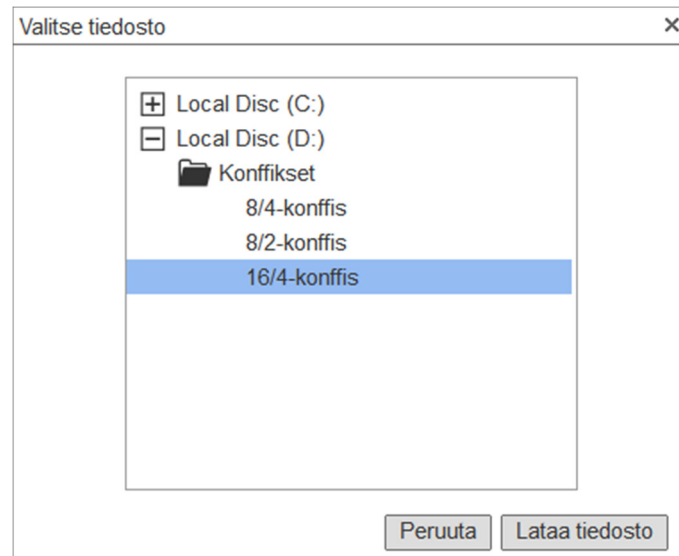 Valitse tiedosto
Local Disc (C:)
Local Disc (D:)
Konffikset
8/4-konffis
8/2-konffis
16/4-konffis
Peruuta Lataa tiedosto